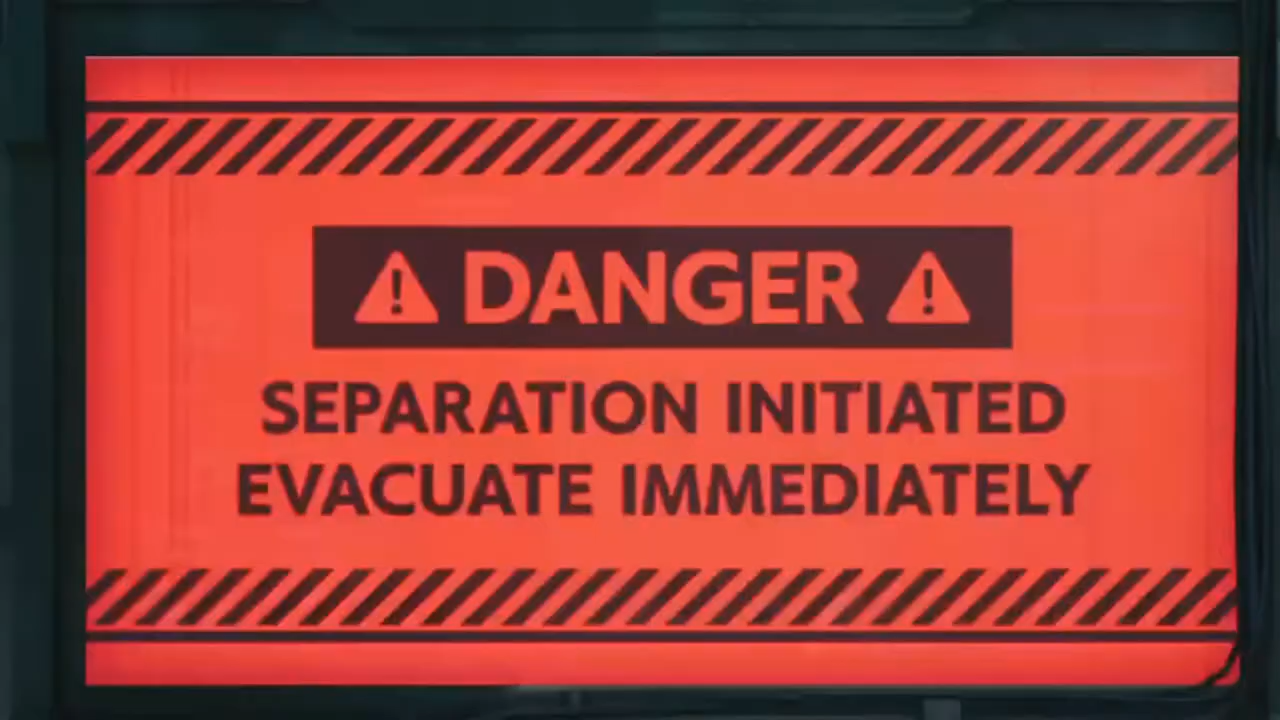 ⚠ DANGER ⚠
SEPARATION INITIATED
EVACUATE IMMEDIATELY